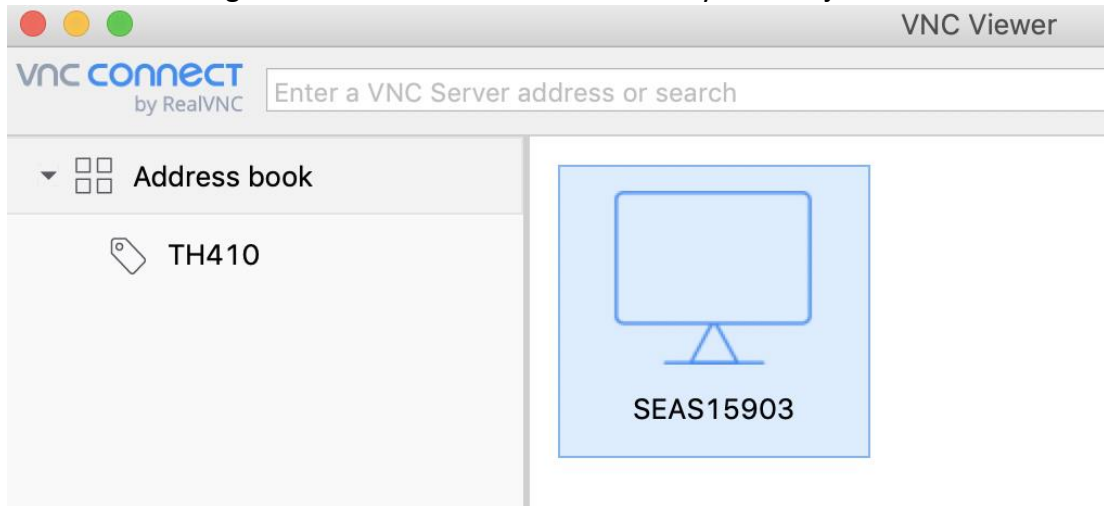 VNC Viewer
vnc connect
by RealVNC
Enter a VNC Server address or search
Address book
TH410
SEAS15903